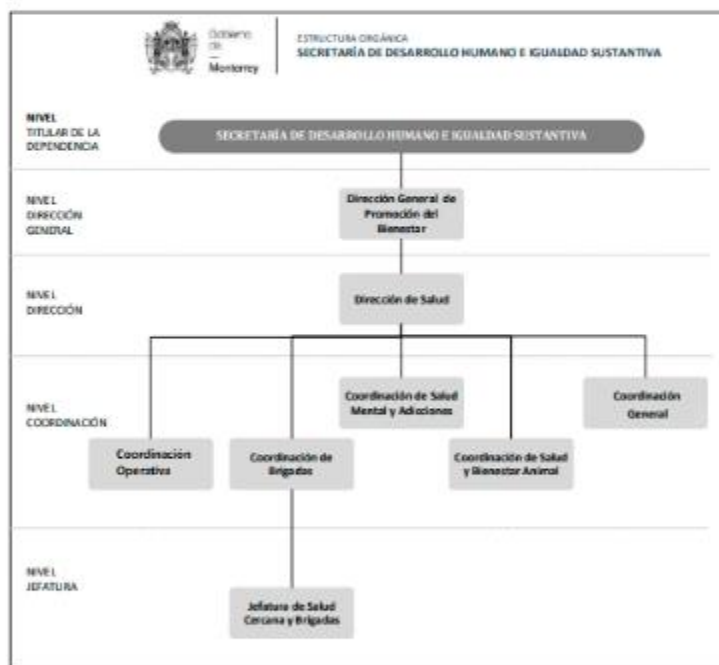 Gobierno
de
—
Monterrey
ESTRUCTURA ORGÁNICA
SECRETARÍA DE DESARROLLO HUMANO E IGUALDAD SUSTANTIVA
NIVEL
TITULAR DE LA
DEPENDENCIA
SECRETARÍA DE DESARROLLO HUMANO E IGUALDAD SUSTANTIVA
NIVEL
DIRECCIÓN
GENERAL
Dirección General de
Promoción del
Bienestar
NIVEL
DIRECCIÓN
Dirección de Salud
NIVEL
COORDINACIÓN
Coordinación de Salud
Mental y Adicciones
Coordinación
General
Coordinación
Operativa
Coordinación de
Brigadas
Coordinación de Salud
y Bienestar Animal
NIVEL
JEFATURA
Jefatura de Salud
Cercana y Brigadas